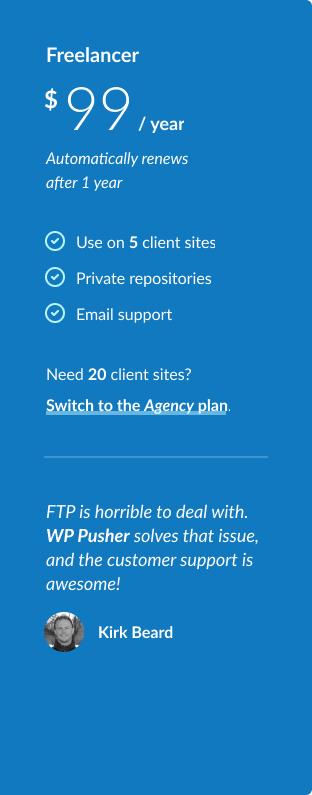 Freelancer
$99 / year
Automatically renews
after 1 year
Use on 5 client sites
Private repositories
Email support
Need 20 client sites?
Switch to the Agency plan.
FTP is horrible to deal with.
WP Pusher solves that issue,
and the customer support is
awesome!
Kirk Beard